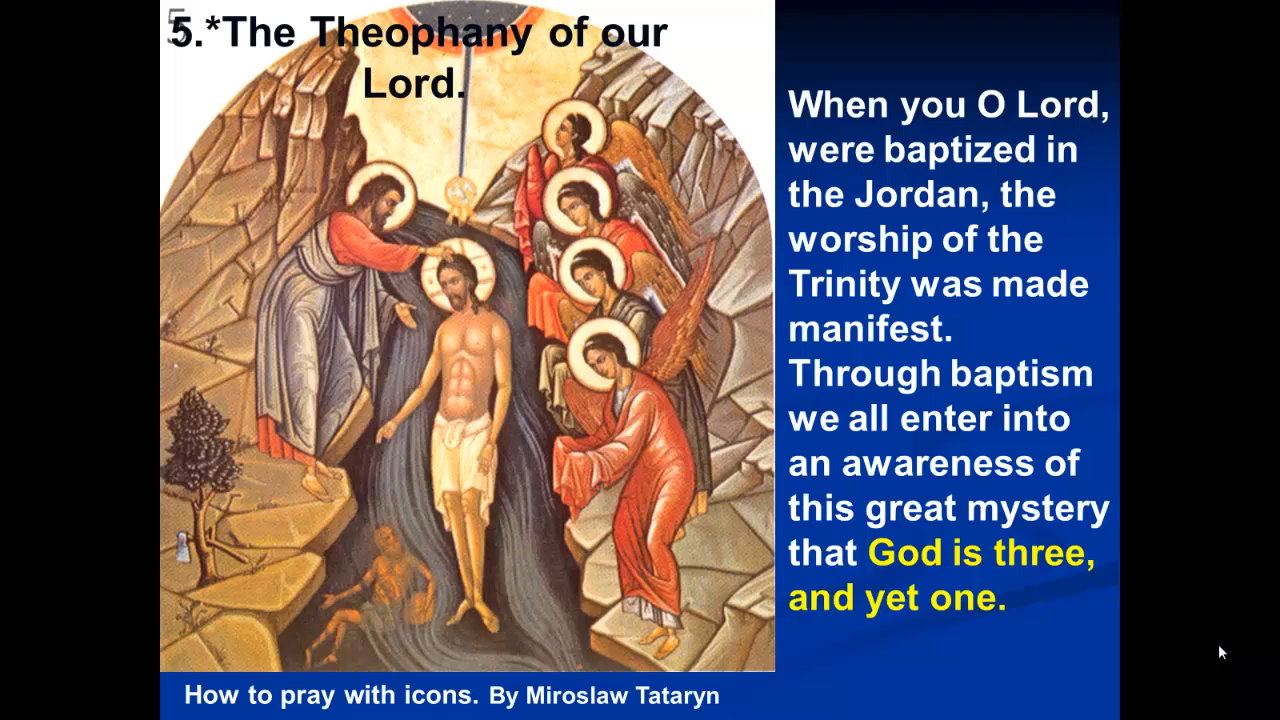 5.*The Theophany of our
Lord.
When you O Lord,
were baptized in
the Jordan, the
worship of the
Trinity was made
manifest.
Through baptism
we all enter into
an awareness of
this great mystery
that God is three,
and yet one.
How to pray with icons. By Miroslaw Tataryn